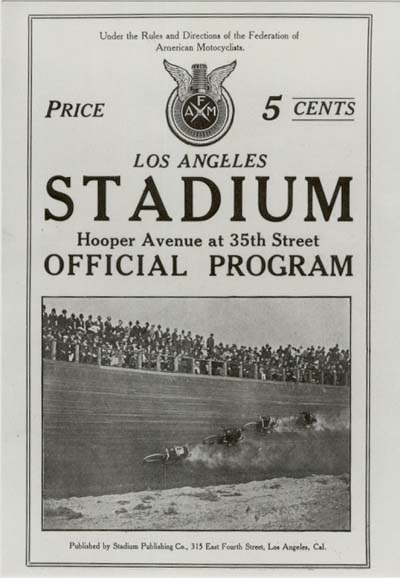 Under the Rules and Directions of the Federation of
American Motocyclists.
FAM
PRICE 5 CENTS
LOS ANGELES
STADIUM
Hooper Avenue at 35th Street
OFFICIAL PROGRAM
Published by Stadium Publishing Co., 315 East Fourth Street, Los Angeles, Cal.